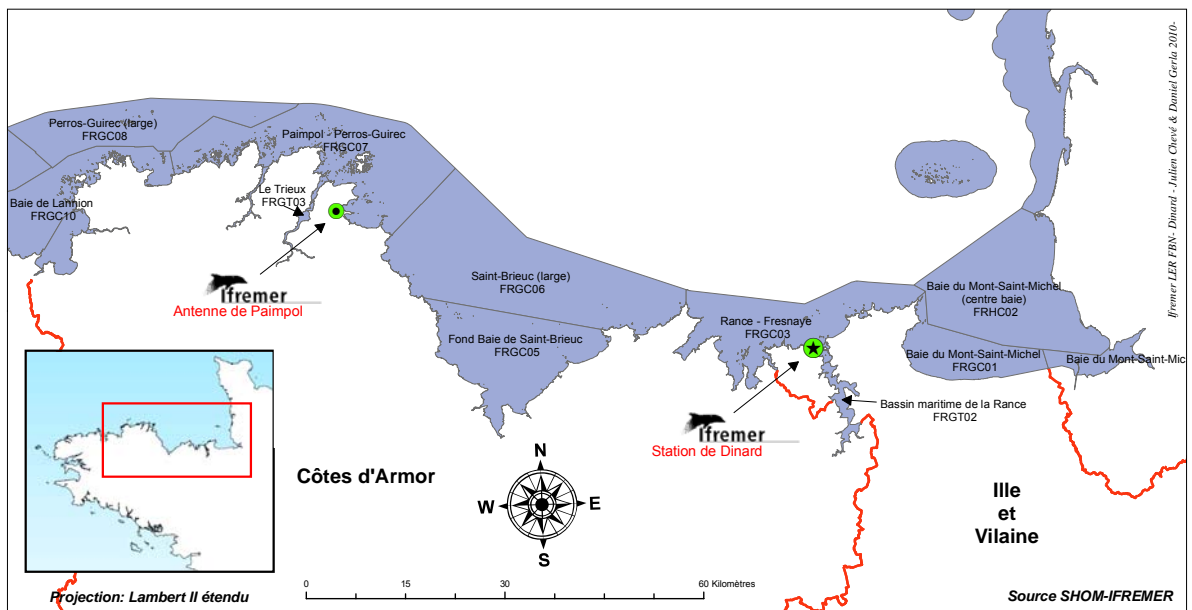 Perros-Guirec (large)
FRGC08
Paimpol - Perros-Guirec
FRGC07
Baie de Lannion
FRGC10
Le Trieux
FRGT03
Ifremer
Antenne de Paimpol
Saint-Brieuc (large)
FRGC06
Fond Baie de Saint-Brieuc
FRGC05
Rance - Fresnaye
FRGC03
Baie du Mont-Saint-Michel
(centre baie)
FRHC02
Baie du Mont-Saint-Michel
FRGC01
Baie du Mont-Saint-Mic
Bassin maritime de la Rance
FRGT02
Ifremer
Station de Dinard
Côtes d'Armor
Ille
et
Vilaine
N
W
E
S
0
15
30
60 Kilomètres
Projection: Lambert II étendu
Source SHOM-IFREMER
Ifremer LER FBN- Dinard - Julien Chevé & Daniel Gerla 2010-